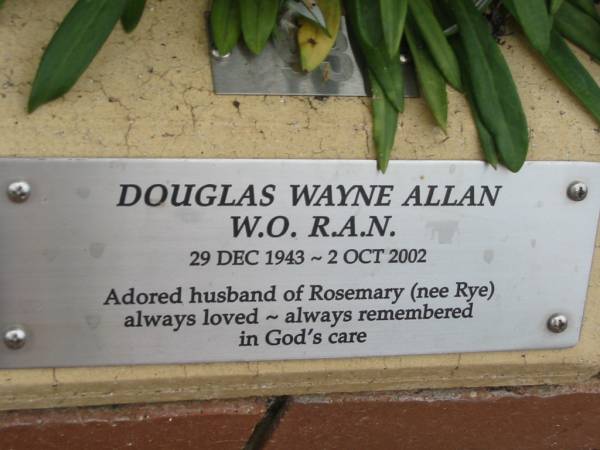 DOUGLAS WAYNE ALLAN
W.O. R.A.N.
29 DEC 1943 ~ 2 OCT 2002
Adored husband of Rosemary (nee Rye)
always loved ~ always remembered
in God's care